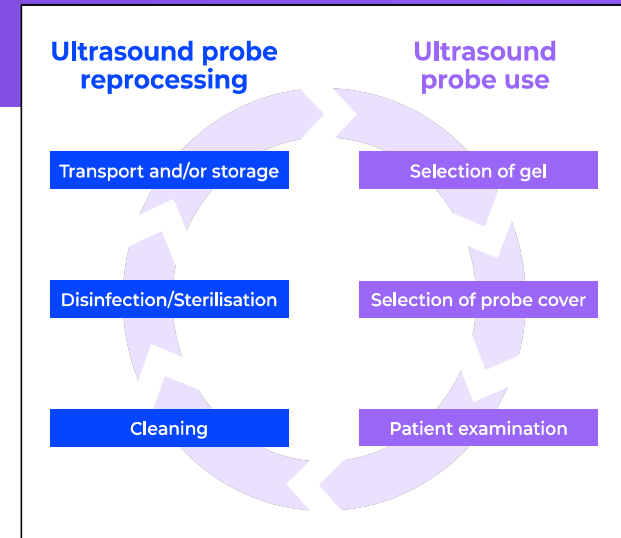 Ultrasound probe
reprocessing
Ultrasound
probe use
Transport and/or storage
Selection of gel
Disinfection/Sterilisation
Selection of probe cover
Cleaning
Patient examination